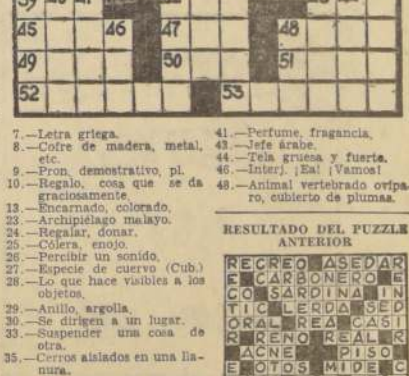 45 46 47 48
49 50 51
52 53
7.—Letra griega.
8.—Cofre de madera, metal,
etc.
9.—Pron. demostrativo, pl.
10.—Regalo, cosa que se da
graciosamente.
13.—Encarnado, colorado.
23.—Archipiélago malayo.
24.—Regalar, donar.
25.—Cólera, enojo.
26.—Percibir un sonido.
27.—Especie de cuervo (Cub.)
28.—Lo que hace visibles a los
objetos.
29.—Anillo, argolla.
30.—Se dirigen a un lugar.
33.—Suspender una cosa de
otra.
35.—Cerros aislados en una lla-
nura.
41.—Perfume, fragancia.
43.—Jefe árabe.
44.—Tela gruesa y fuerte.
46.—Interj. ¡Ea! ¡Vamos!
48.—Animal vertebrado ovípa-
ro, cubierto de plumas.
RESULTADO DEL PUZZLE
ANTERIOR
RECREO ASEDAR
E CARBONERO E
CO SARDINA IN
TIC LERDA SED
ORAL REA CASI
R RENO REAL R
ACNE PISO
E OTOS MIDE C